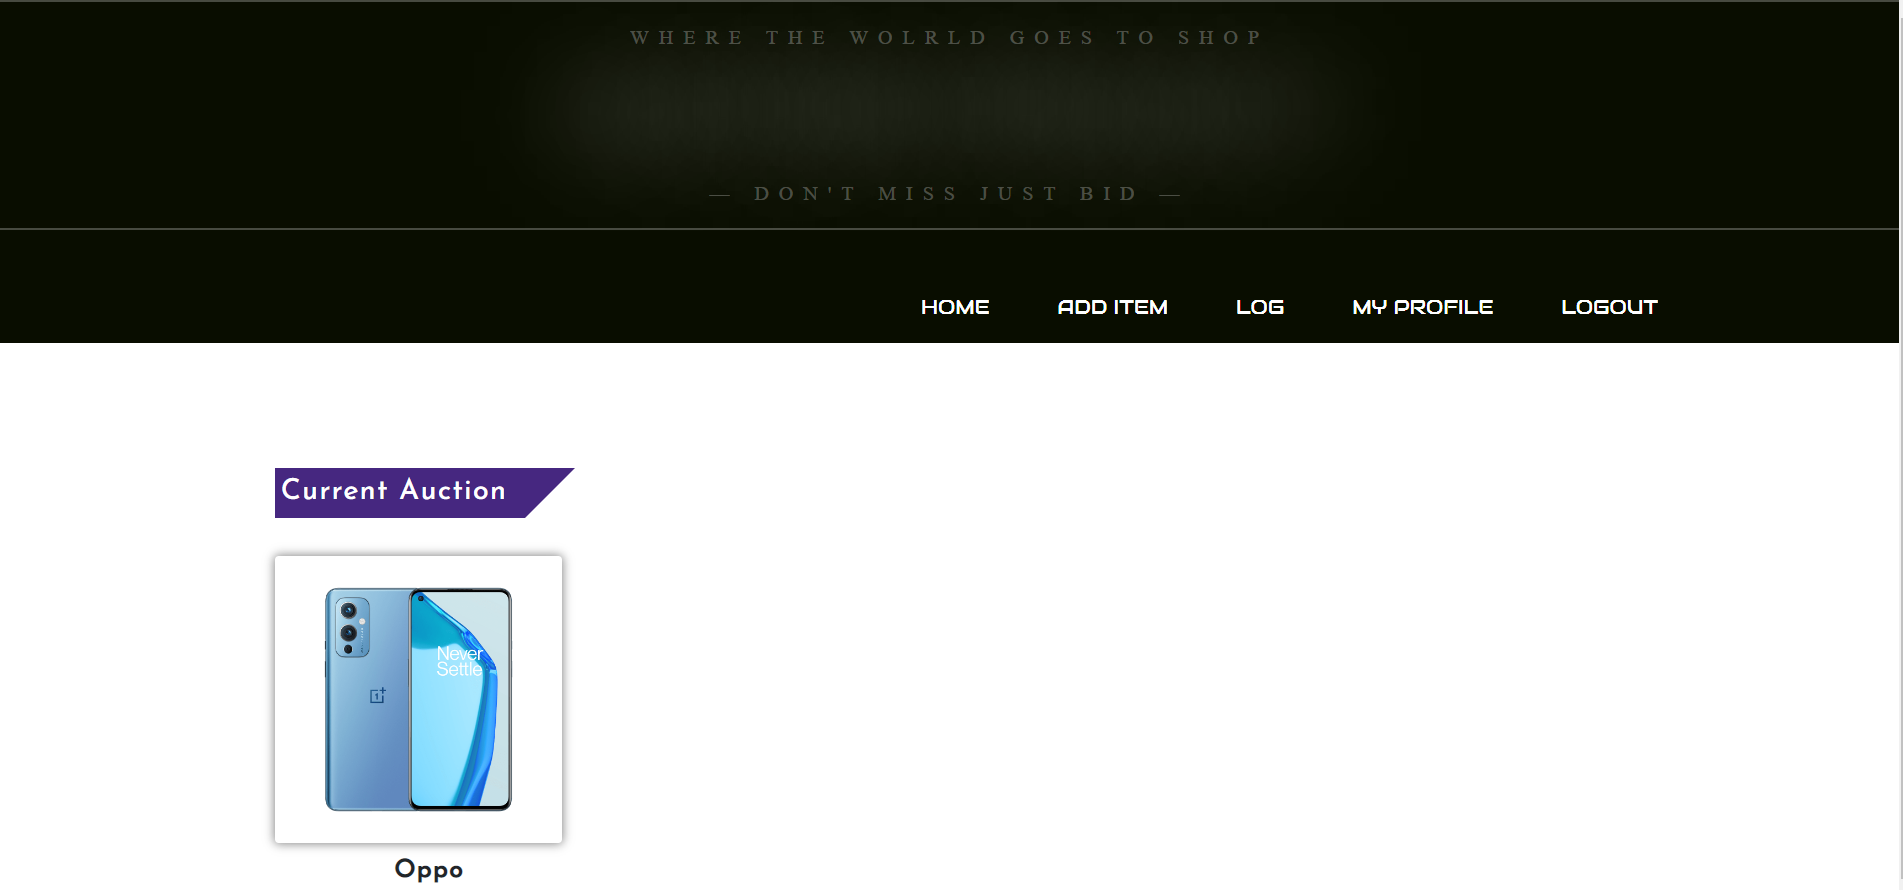 WHERE THE WOLRLD GOES TO SHOP
— DON'T MISS JUST BID —
HOME ADD ITEM LOG MY PROFILE LOGOUT
Current Auction
Never
Settle
Oppo